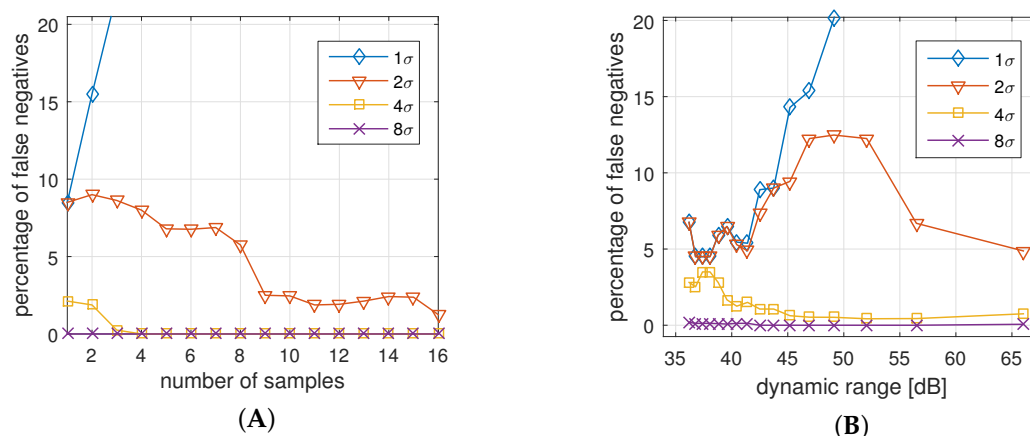 percentage of false negatives
20
15
10
5
0
2 4 6 8 10 12 14 16
number of samples
1σ
2σ
4σ
8σ
(A)
percentage of false negatives
20
15
10
5
0
35 40 45 50 55 60 65
dynamic range [dB]
1σ
2σ
4σ
8σ
(B)